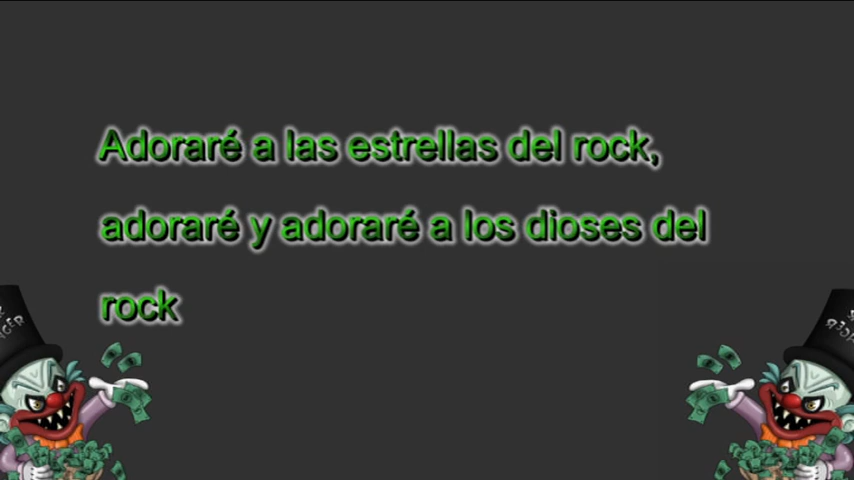 Adoraré a las estrellas del rock,
adoraré y adoraré a los dioses del
rock